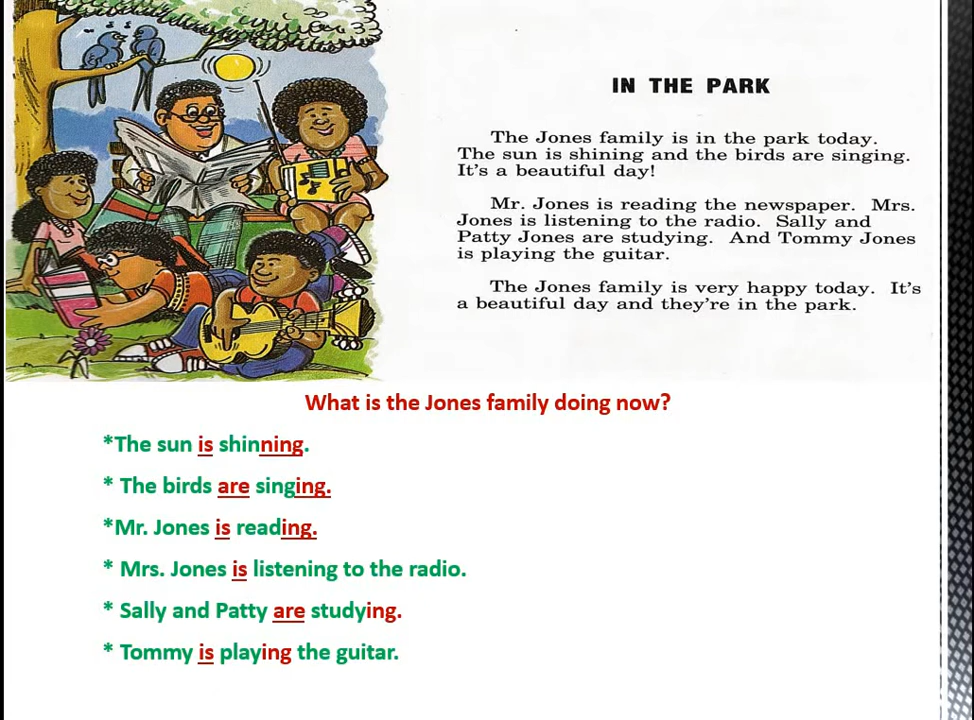 IN THE PARK
The Jones family is in the park today.
The sun is shining and the birds are singing.
It's a beautiful day!
Mr. Jones is reading the newspaper. Mrs.
Jones is listening to the radio. Sally and
Patty Jones are studying. And Tommy Jones
is playing the guitar.
The Jones family is very happy today. It's
a beautiful day and they're in the park.
What is the Jones family doing now?
*The sun is shinning.
* The birds are singing.
*Mr. Jones is reading.
* Mrs. Jones is listening to the radio.
* Sally and Patty are studying.
* Tommy is playing the guitar.